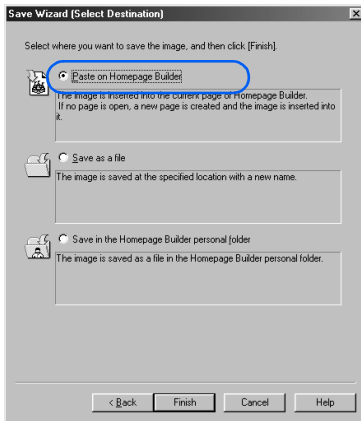 Save Wizard (Select Destination)
Select where you want to save the image, and then click [Finish].
Paste on Homepage Builder
The image is inserted into the current page of Homepage Builder.
If no page is open, a new page is created and the image is inserted into
it.
Save as a file
The image is saved at the specified location with a new name.
Save in the Homepage Builder personal folder
The image is saved as a file in the Homepage Builder personal folder.
< Back Finish Cancel Help